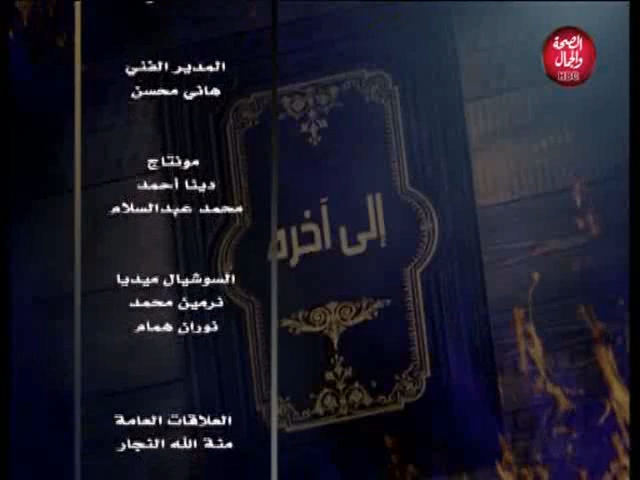 الصحة
والجمال
HBC
المدير الفني
هاني محسن
مونتاج
دينا أحمد
محمد عبدالسلام
السوشيال ميديا
نرمين محمد
نوران همام
العلاقات العامة
منة الله النجار
إلى آخره